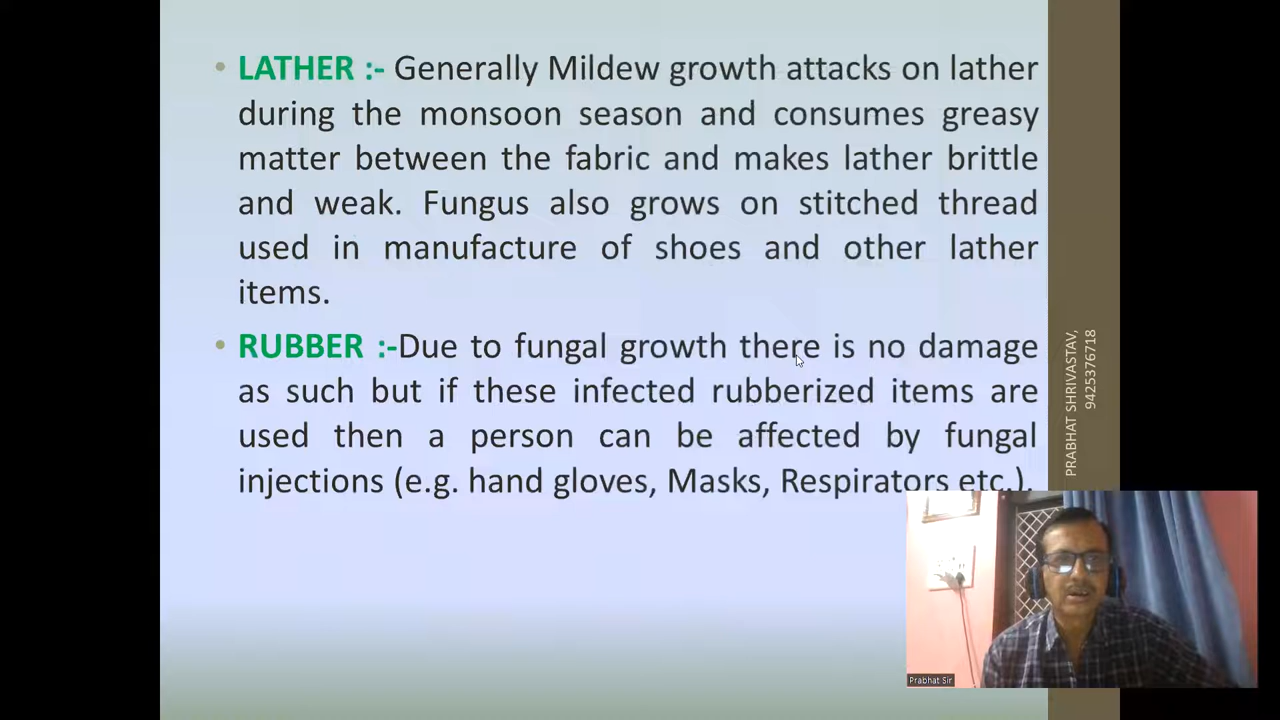 LATHER :- Generally Mildew growth attacks on lather
during the monsoon season and consumes greasy
matter between the fabric and makes lather brittle
and weak. Fungus also grows on stitched thread
used in manufacture of shoes and other lather
items.
RUBBER :-Due to fungal growth there is no damage
as such but if these infected rubberized items are
used then a person can be affected by fungal
injections (e.g. hand gloves, Masks, Respirators etc.).
PRABHAT SHRIVASTAV,
9425376718
Prabhat Sir